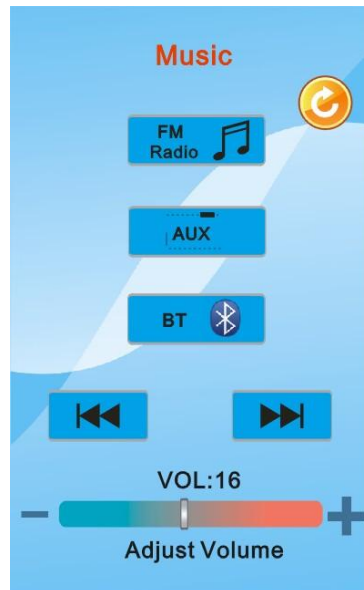 Music
FM
Radio
AUX
BT
VOL:16
Adjust Volume